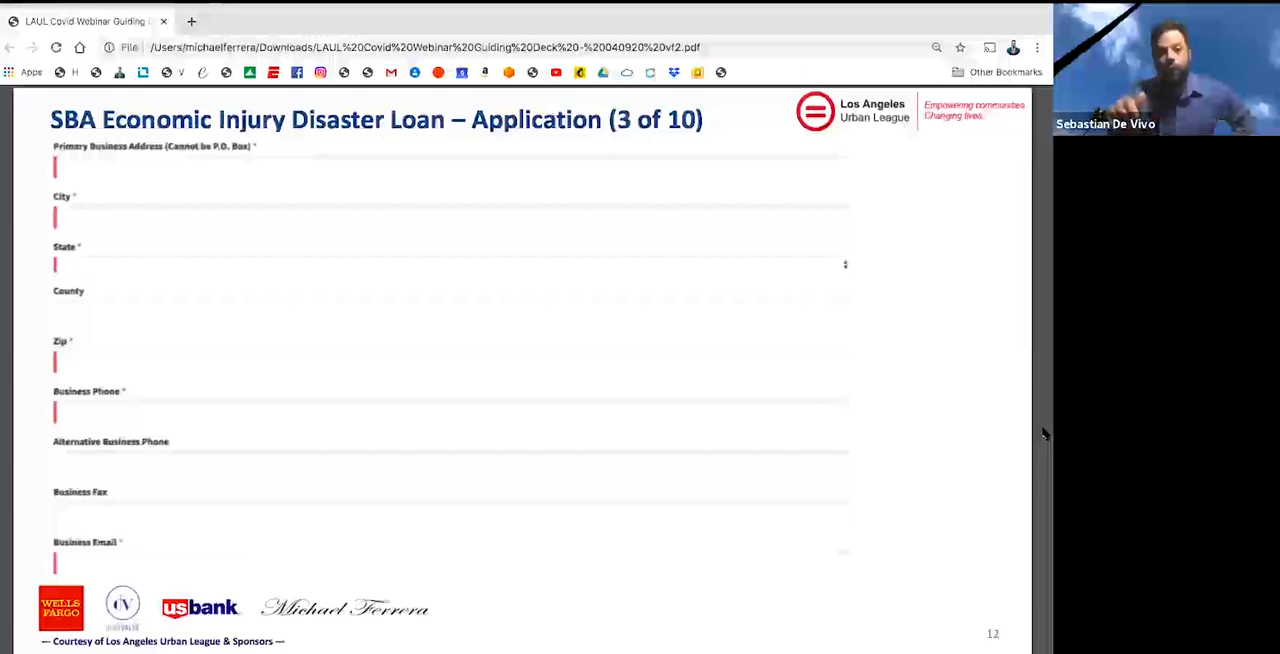 LAUL Covid Webinar Guiding
File
/Users/michaelferrera/Downloads/LAUL%20Covid%20Webinar%20Guiding%20Deck%20-%200409​20%20vf2.pdf
Apps
H
V
Other Bookmarks
SBA Economic Injury Disaster Loan – Application (3 of 10)
Los Angeles
Urban League
Empowering communities.
Changing lives.
Sebastian De Vivo
Primary Business Address (Cannot be P.O. Box) *
City *
State *
County
Zip *
Business Phone *
Alternative Business Phone
Business Fax
Business Email *
WELLS
FARGO
usbank
Michael Ferrera
--- Courtesy of Los Angeles Urban League & Sponsors ---
12